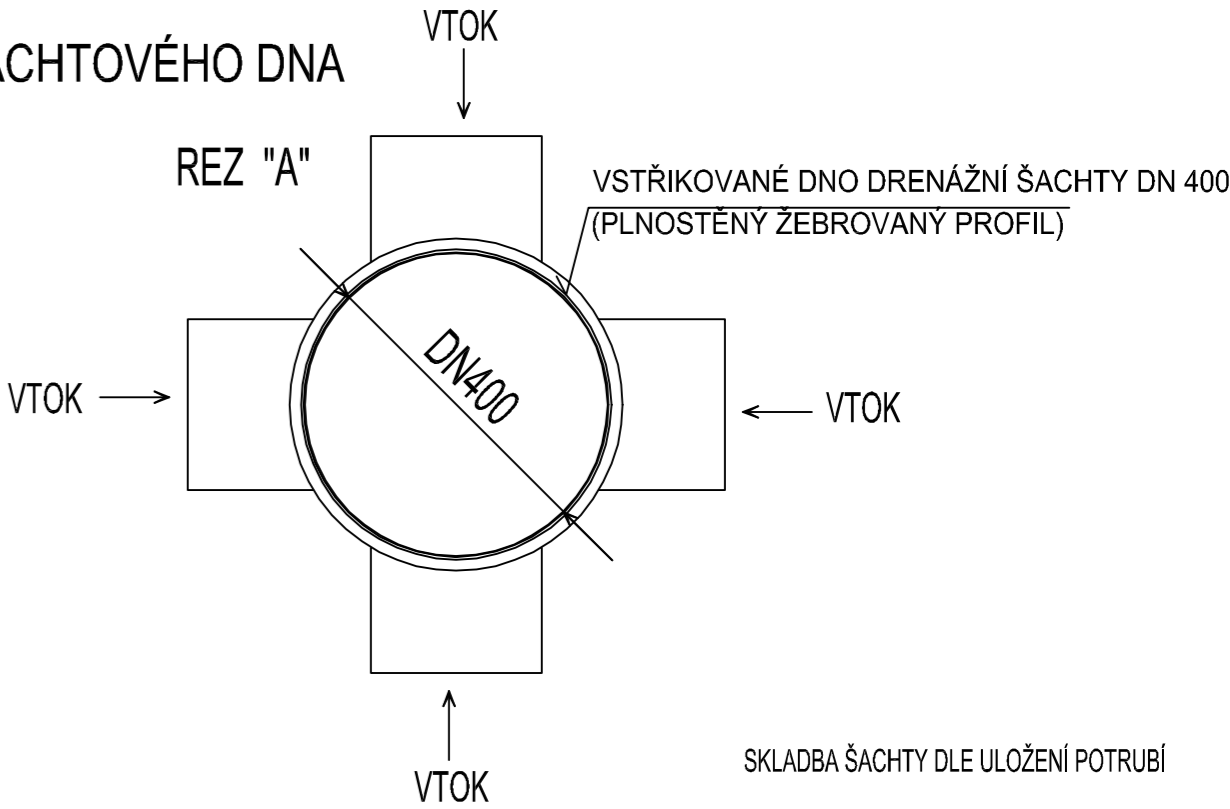 VTOK
ACHTOVÉHO DNA
REZ "A"
VSTŘIKOVANÉ DNO DRENÁŽNÍ ŠACHTY DN 400
(PLNOSTĚNÝ ŽEBROVANÝ PROFIL)
DN400
VTOK
VTOK
VTOK
SKLADBA ŠACHTY DLE ULOŽENÍ POTRUBÍ